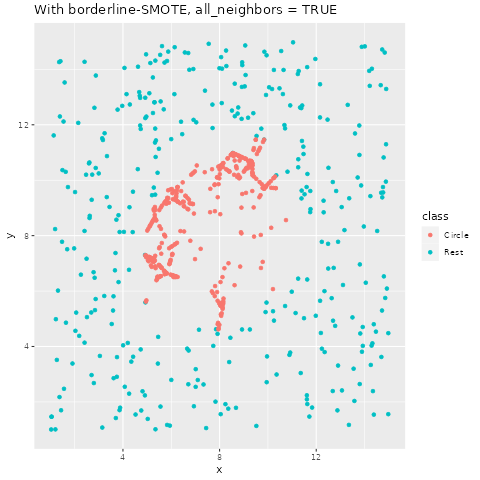 With borderline-SMOTE, all_neighbors = TRUE
12
8
4
y
4
8
12
x
class
Circle
Rest